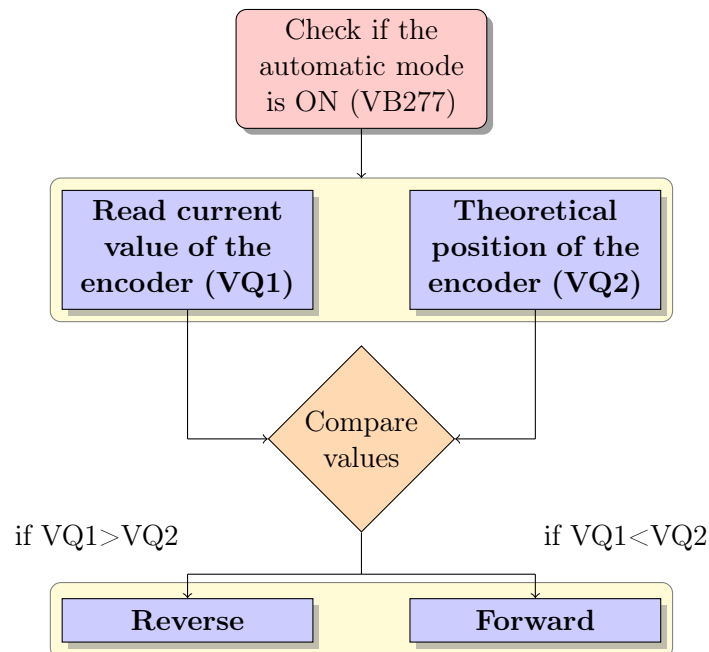 Check if the
automatic mode
is ON (VB277)
Read current
value of the
encoder (VQ1)
Theoretical
position of the
encoder (VQ2)
Compare
values
if VQ1>VQ2
if VQ1<VQ2
Reverse
Forward